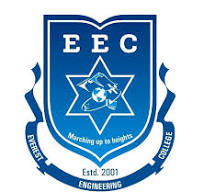 EEC
Marching up to heights
Estd. 2001
EVEREST
ENGINEERING
COLLEGE